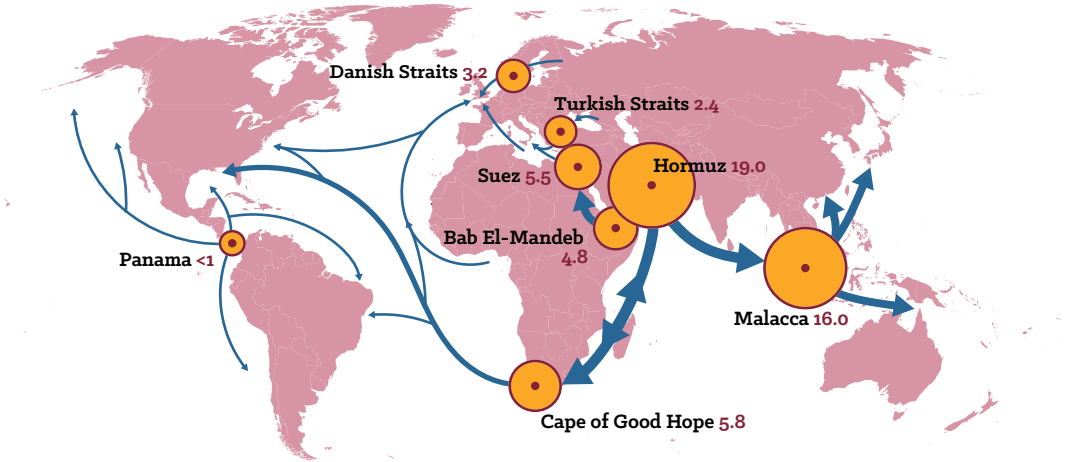 Danish Straits 3.2
Turkish Straits 2.4
Hormuz 19.0
Suez 5.5
Bab El-Mandeb
4.8
Panama <1
Malacca 16.0
Cape of Good Hope 5.8